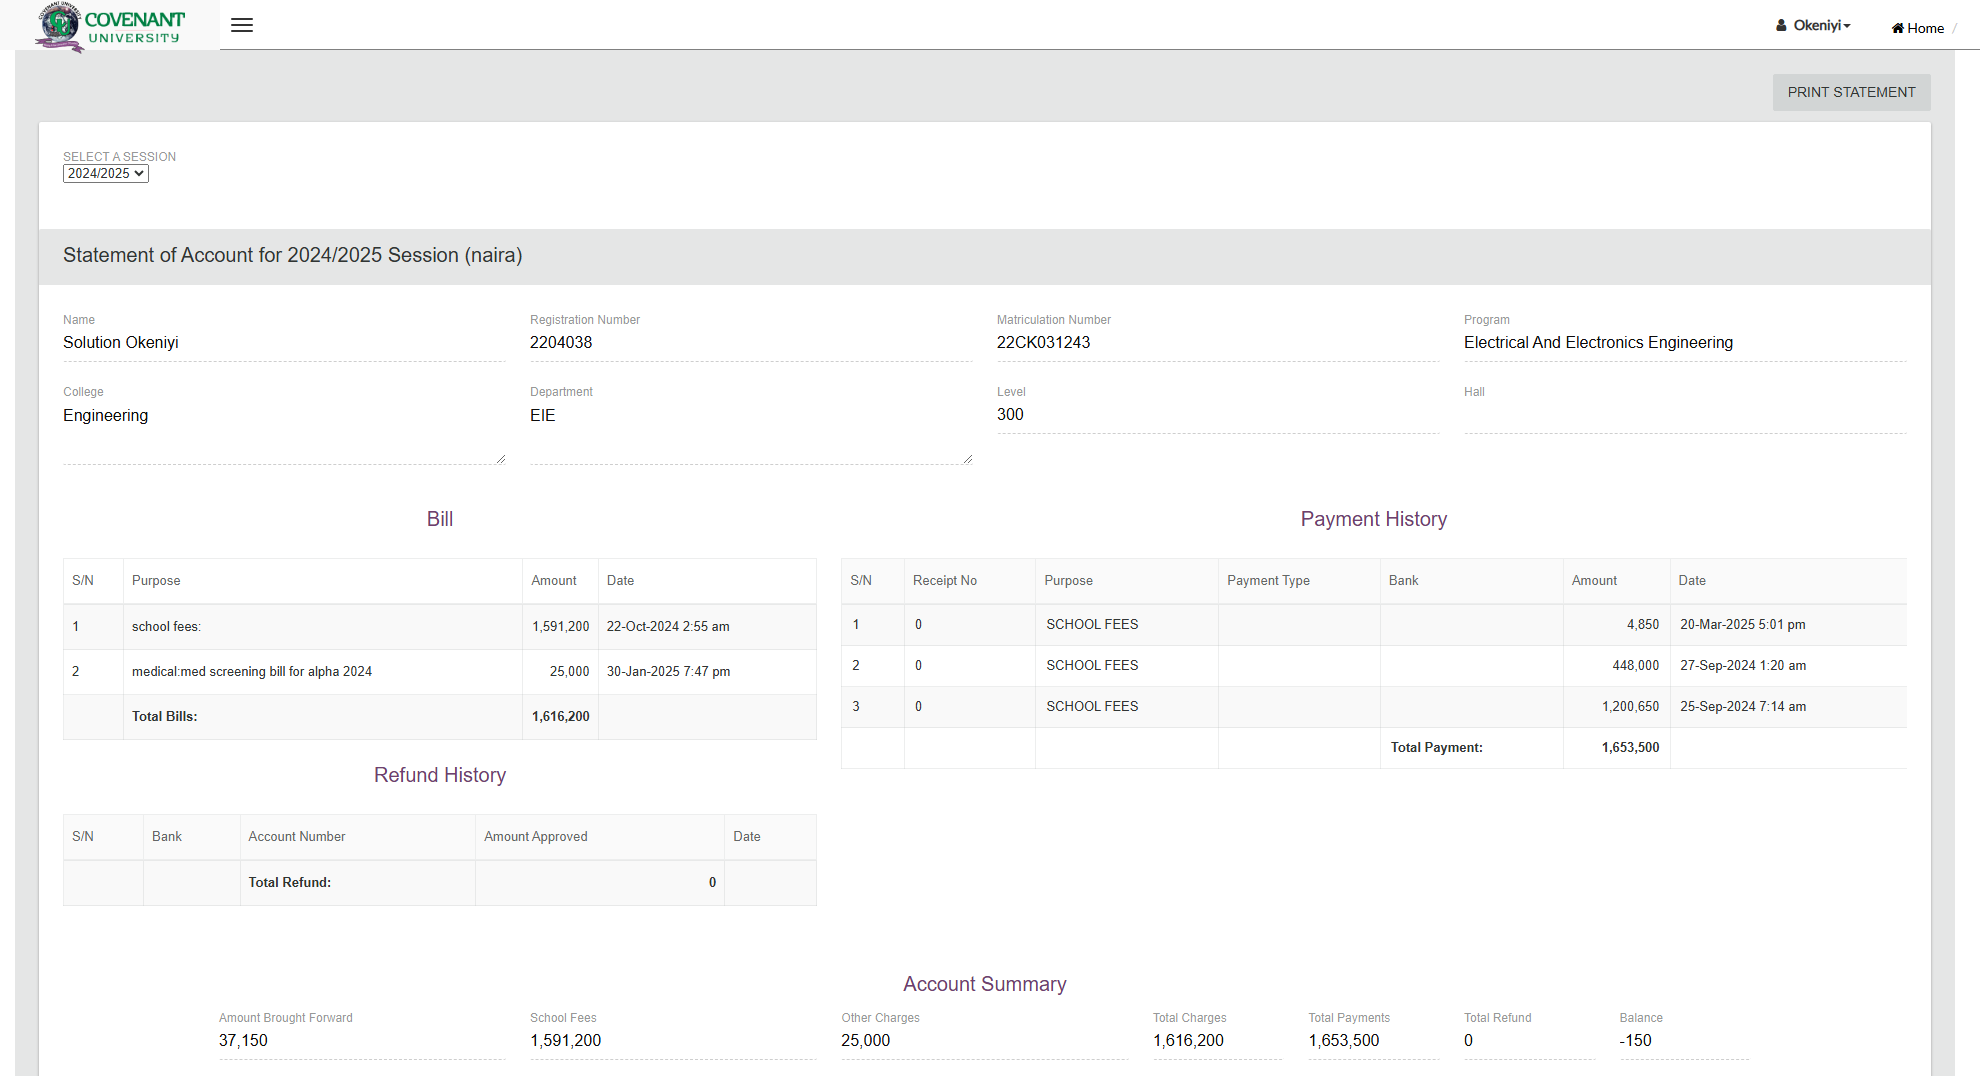 COVENANT
UNIVERSITY
Okeniyi
Home /
PRINT STATEMENT
SELECT A SESSION
2024/2025
Statement of Account for 2024/2025 Session (naira)
Name
Solution Okeniyi
Registration Number
2204038
Matriculation Number
22CK031243
Program
Electrical And Electronics Engineering
College
Engineering
Department
EIE
Level
300
Hall
Bill
S/N Purpose Amount Date
1 school fees: 1,591,200 22-Oct-2024 2:55 am
2 medical:med screening bill for alpha 2024 25,000 30-Jan-2025 7:47 pm
Total Bills: 1,616,200
Payment History
S/N Receipt No Purpose Payment Type Bank Amount Date
1 0 SCHOOL FEES 4,850 20-Mar-2025 5:01 pm
2 0 SCHOOL FEES 448,000 27-Sep-2024 1:20 am
3 0 SCHOOL FEES 1,200,650 25-Sep-2024 7:14 am
Total Payment: 1,653,500
Refund History
S/N Bank Account Number Amount Approved Date
Total Refund: 0
Account Summary
Amount Brought Forward
37,150
School Fees
1,591,200
Other Charges
25,000
Total Charges
1,616,200
Total Payments
1,653,500
Total Refund
0
Balance
-150